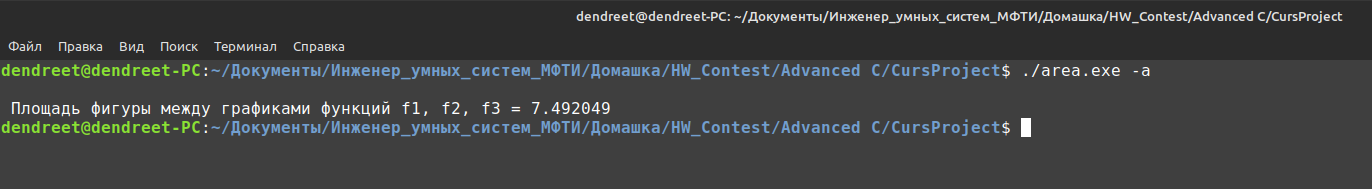 dendreet@dendreet-PC: ~/Документы/Инженер_умных_систем_МФТИ/Домашка/HW_Contest/Advanced C/CursProject
Файл Правка Вид Поиск Терминал Справка
dendreet@dendreet-PC:~/Документы/Инженер_умных_систем_МФТИ/Домашка/HW_Contest/Advanced C/CursProject$ ./area.exe -a
Площадь фигуры между графиками функций f1, f2, f3 = 7.492049
dendreet@dendreet-PC:~/Документы/Инженер_умных_систем_МФТИ/Домашка/HW_Contest/Advanced C/CursProject$